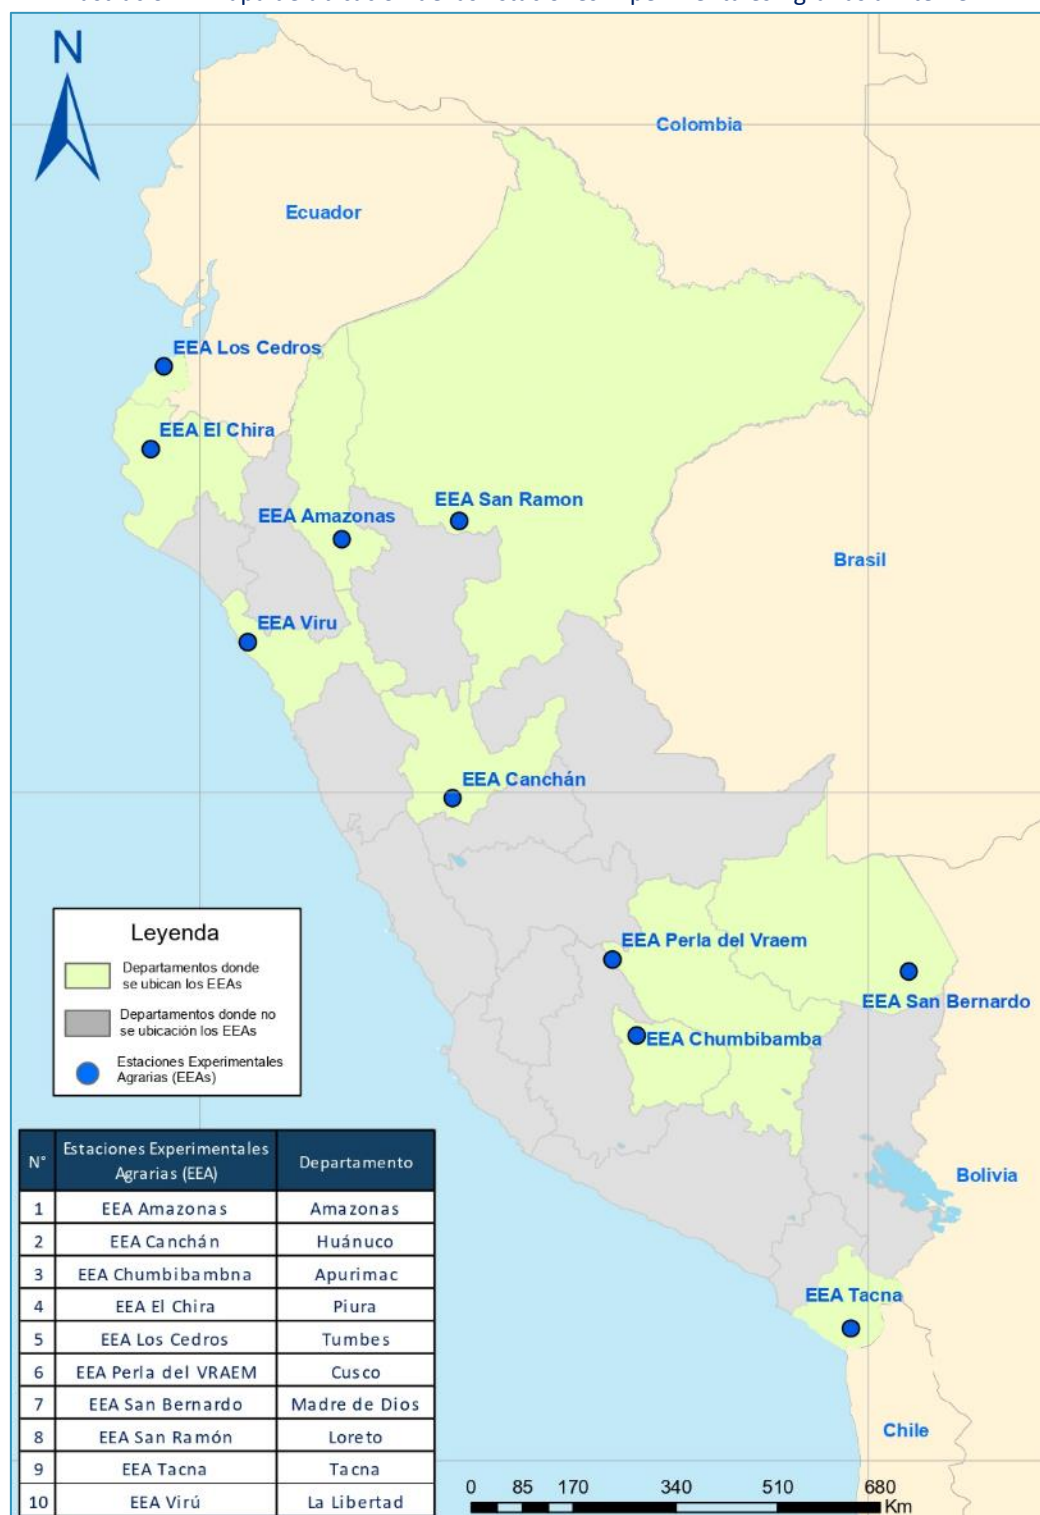 N
Colombia
Ecuador
EEA Los Cedros
EEA El Chira
EEA San Ramon
EEA Amazonas
Brasil
EEA Viru
EEA Canchán
EEA Perla del Vraem
EEA San Bernardo
EEA Chumbibamba
Bolivia
EEA Tacna
Chile
Leyenda
Departamentos donde
se ubican los EEAs
Departamentos donde no
se ubicación los EEAs
Estaciones Experimentales
Agrarias (EEAs)
N° Estaciones Experimentales Agrarias (EEA) Departamento
1 EEA Amazonas Amazonas
2 EEA Canchán Huánuco
3 EEA Chumbibambna Apurimac
4 EEA El Chira Piura
5 EEA Los Cedros Tumbes
6 EEA Perla del VRAEM Cusco
7 EEA San Bernardo Madre de Dios
8 EEA San Ramón Loreto
9 EEA Tacna Tacna
10 EEA Virú La Libertad
0 85 170 340 510 680
Km